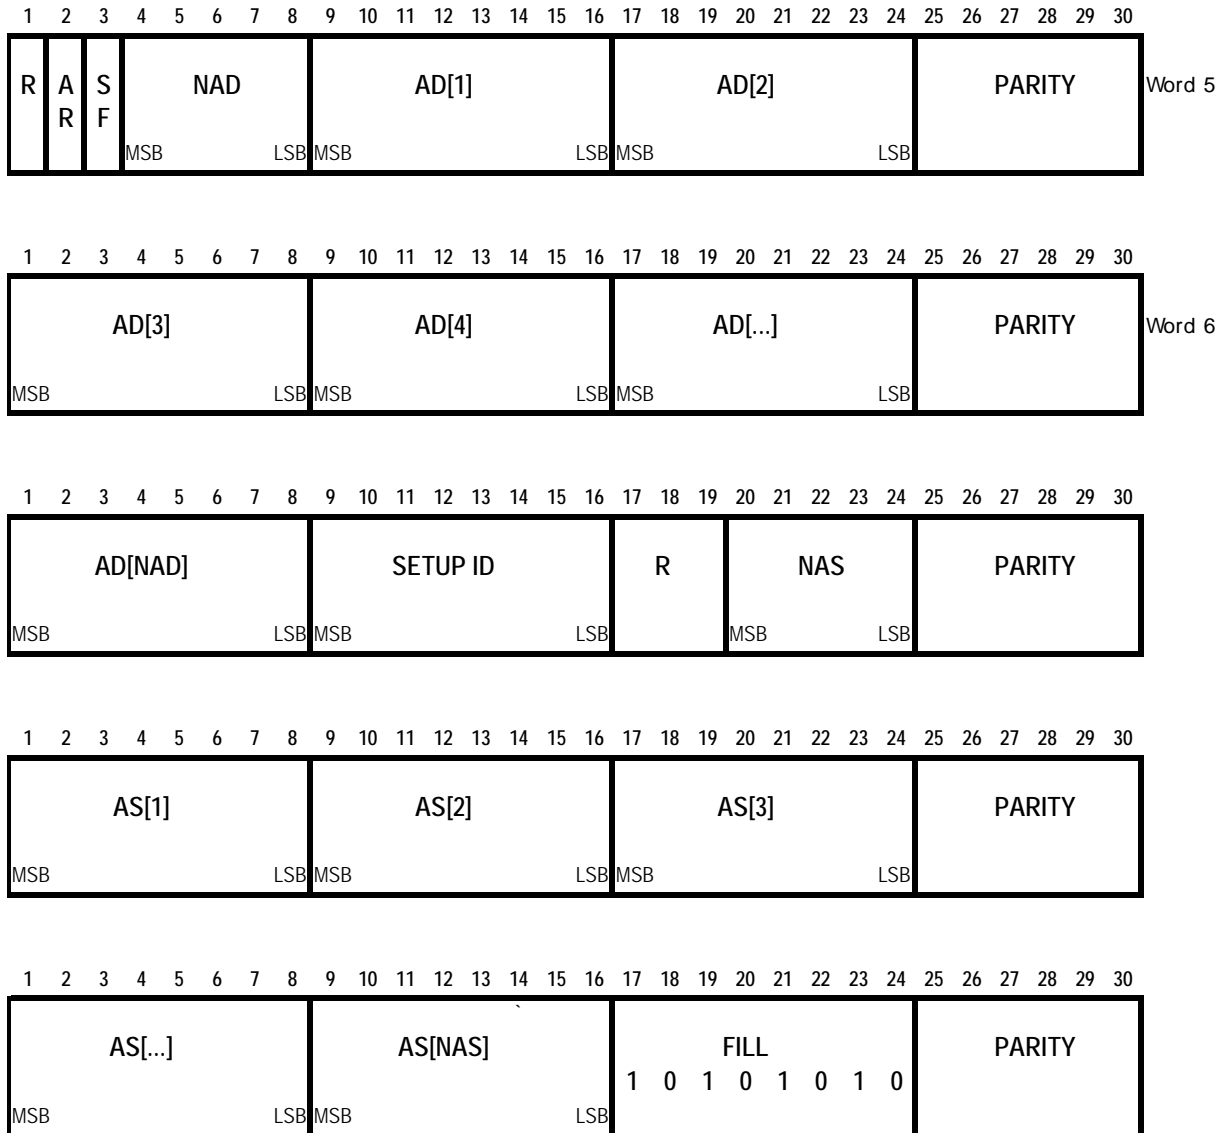 1 2 3 4 5 6 7 8 9 10 11 12 13 14 15 16 17 18 19 20 21 22 23 24 25 26 27 28 29 30
R A S NAD AD[1] AD[2] PARITY Word 5
R F
MSB LSB MSB LSB MSB LSB
1 2 3 4 5 6 7 8 9 10 11 12 13 14 15 16 17 18 19 20 21 22 23 24 25 26 27 28 29 30
AD[3] AD[4] AD[...] PARITY Word 6
MSB LSB MSB LSB MSB LSB
1 2 3 4 5 6 7 8 9 10 11 12 13 14 15 16 17 18 19 20 21 22 23 24 25 26 27 28 29 30
AD[NAD] SETUP ID R NAS PARITY
MSB LSB MSB LSB MSB LSB
1 2 3 4 5 6 7 8 9 10 11 12 13 14 15 16 17 18 19 20 21 22 23 24 25 26 27 28 29 30
AS[1] AS[2] AS[3] PARITY
MSB LSB MSB LSB MSB LSB
1 2 3 4 5 6 7 8 9 10 11 12 13 14 15 16 17 18 19 20 21 22 23 24 25 26 27 28 29 30
`
AS[...] AS[NAS] FILL PARITY
1 0 1 0 1 0 1 0
MSB LSB MSB LSB